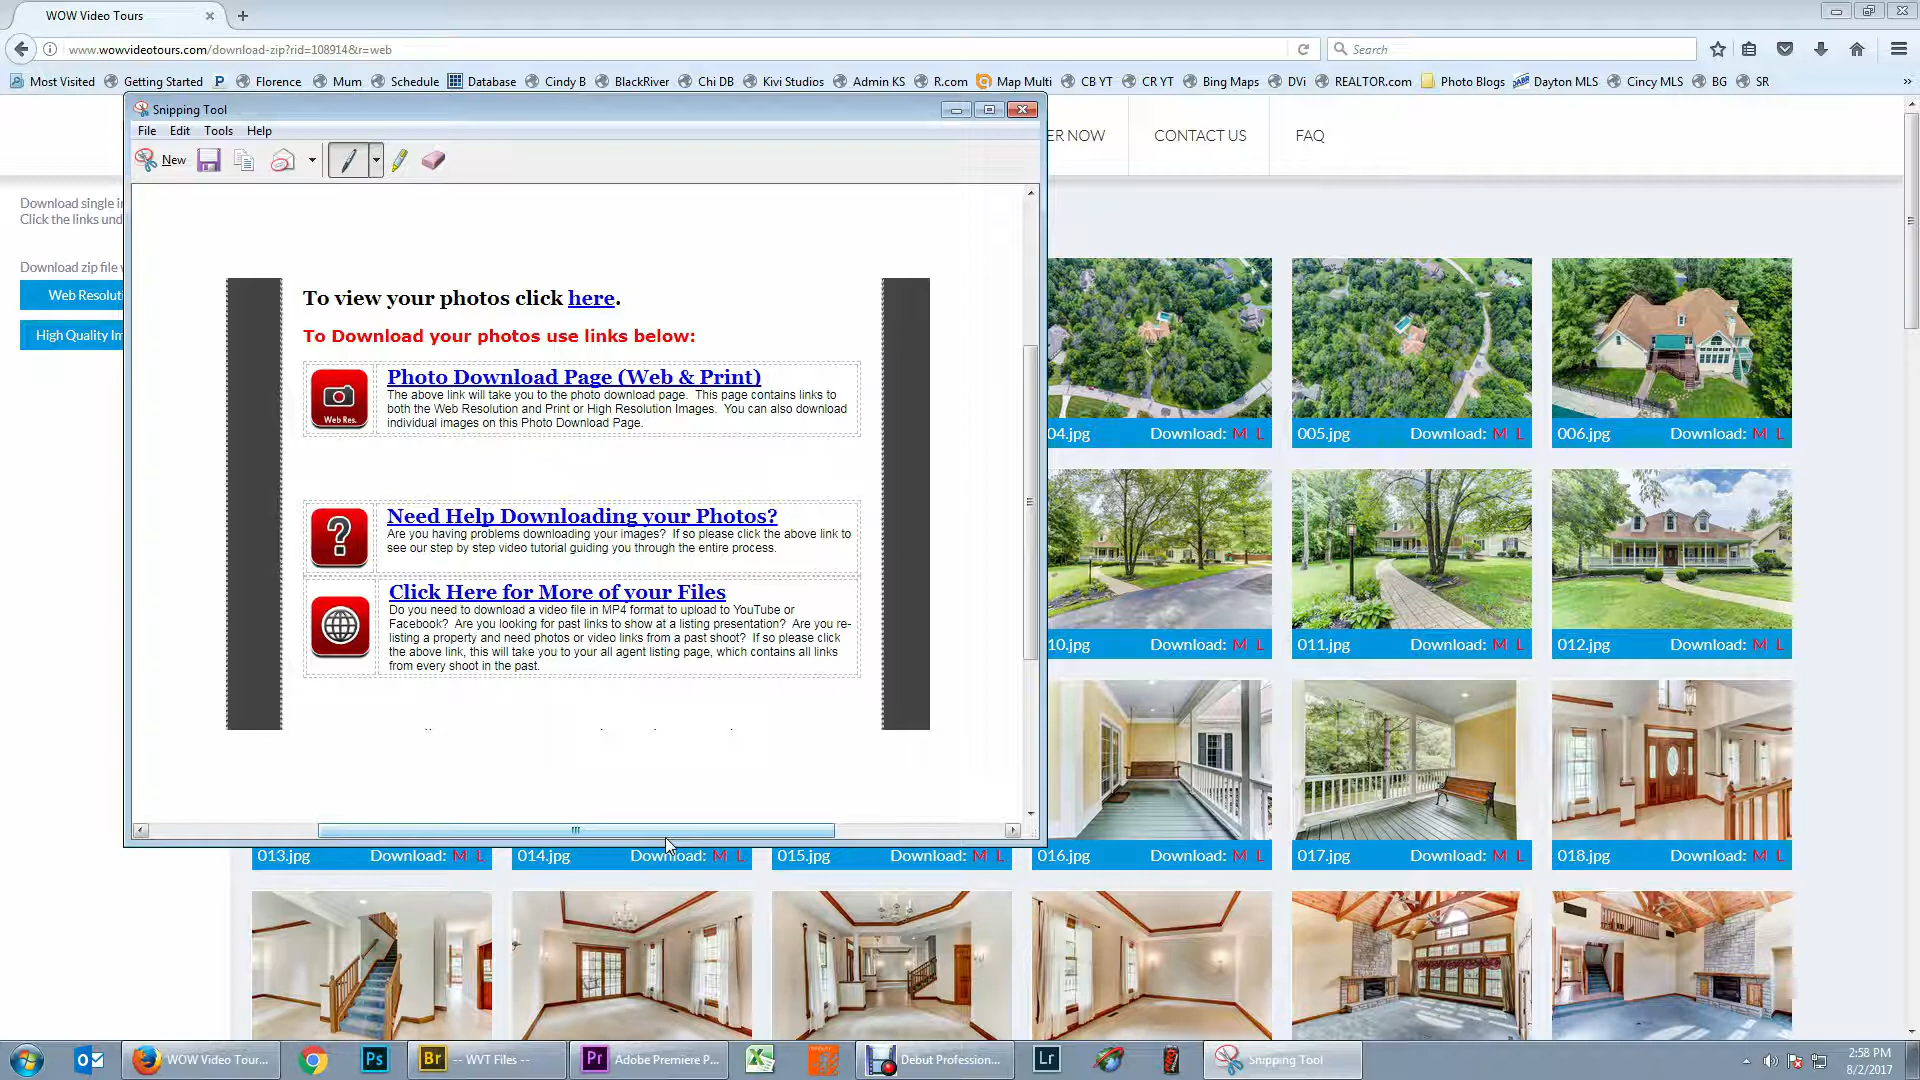 WOW Video Tours
www.wowvideotours.com/download-zip?rid=108914&r=web
Search
Most Visited
Getting Started
Florence
Mum
Schedule
Database
Cindy B
BlackRiver
Chi DB
Kivi Studios
Admin KS
R.com
Map Multi
CB YT
CR YT
Bing Maps
DVi
REALTOR.com
Photo Blogs
Dayton MLS
Cincy MLS
BG
SR
Snipping Tool
File Edit Tools Help
New
ER NOW
CONTACT US
FAQ
Download single i
Click the links und
Download zip file
Web Resoluti
High Quality Im
To view your photos click here.
To Download your photos use links below:
Web Res.
Photo Download Page (Web & Print)
The above link will take you to the photo download page. This page contains links to
both the Web Resolution and Print or High Resolution Images. You can also download
individual images on this Photo Download Page.
?
Need Help Downloading your Photos?
Are you having problems downloading your images? If so please click the above link to
see our step by step video tutorial guiding you through the entire process.
Click Here for More of your Files
Do you need to download a video file in MP4 format to upload to YouTube or
Facebook? Are you looking for past links to show at a listing presentation? Are you re-
listing a property and need photos or video links from a past shoot? If so please click
the above link, this will take you to your all agent listing page, which contains all links
from every shoot in the past.
04.jpg Download: M L
005.jpg Download: M L
006.jpg Download: M L
10.jpg Download: M L
011.jpg Download: M L
012.jpg Download: M L
013.jpg Download: M L
014.jpg Download: M L
015.jpg Download: M L
016.jpg Download: M L
017.jpg Download: M L
018.jpg Download: M L
WOW Video Tour...
Ps
Br
-- WVT Files --
Pr
Adobe Premiere P...
Debut Profession...
Lr
Snipping Tool
2:58 PM
8/2/2017